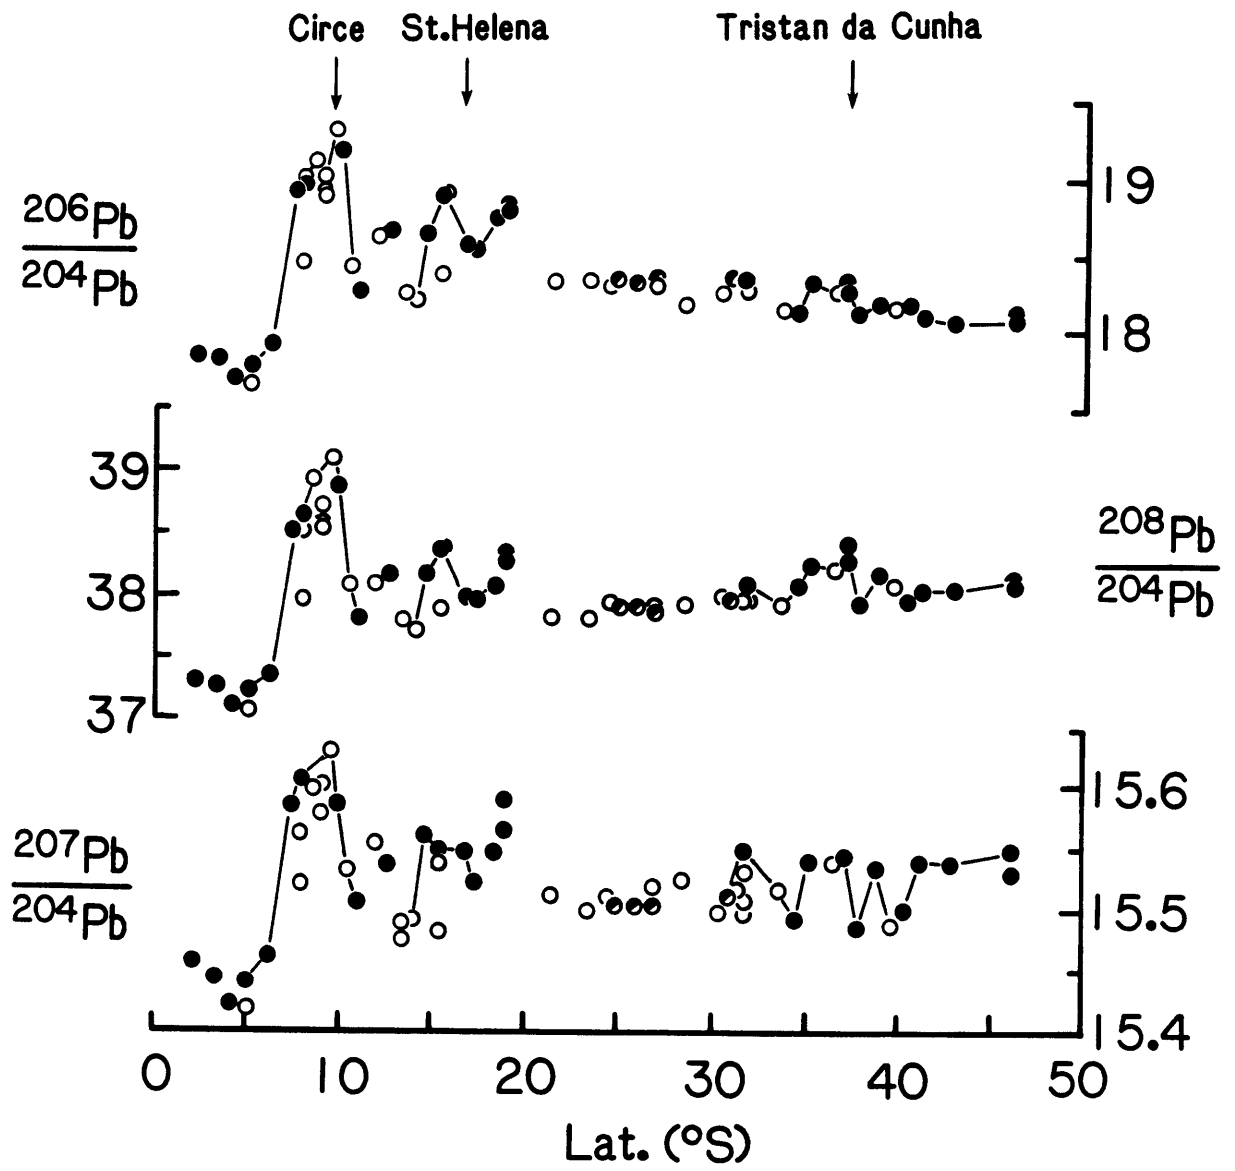 Circe St.Helena Tristan da Cunha
206Pb
204Pb
19
18
39
38
37
208Pb
204Pb
207Pb
204Pb
15.6
15.5
15.4
0 10 20 30 40 50
Lat. (°S)